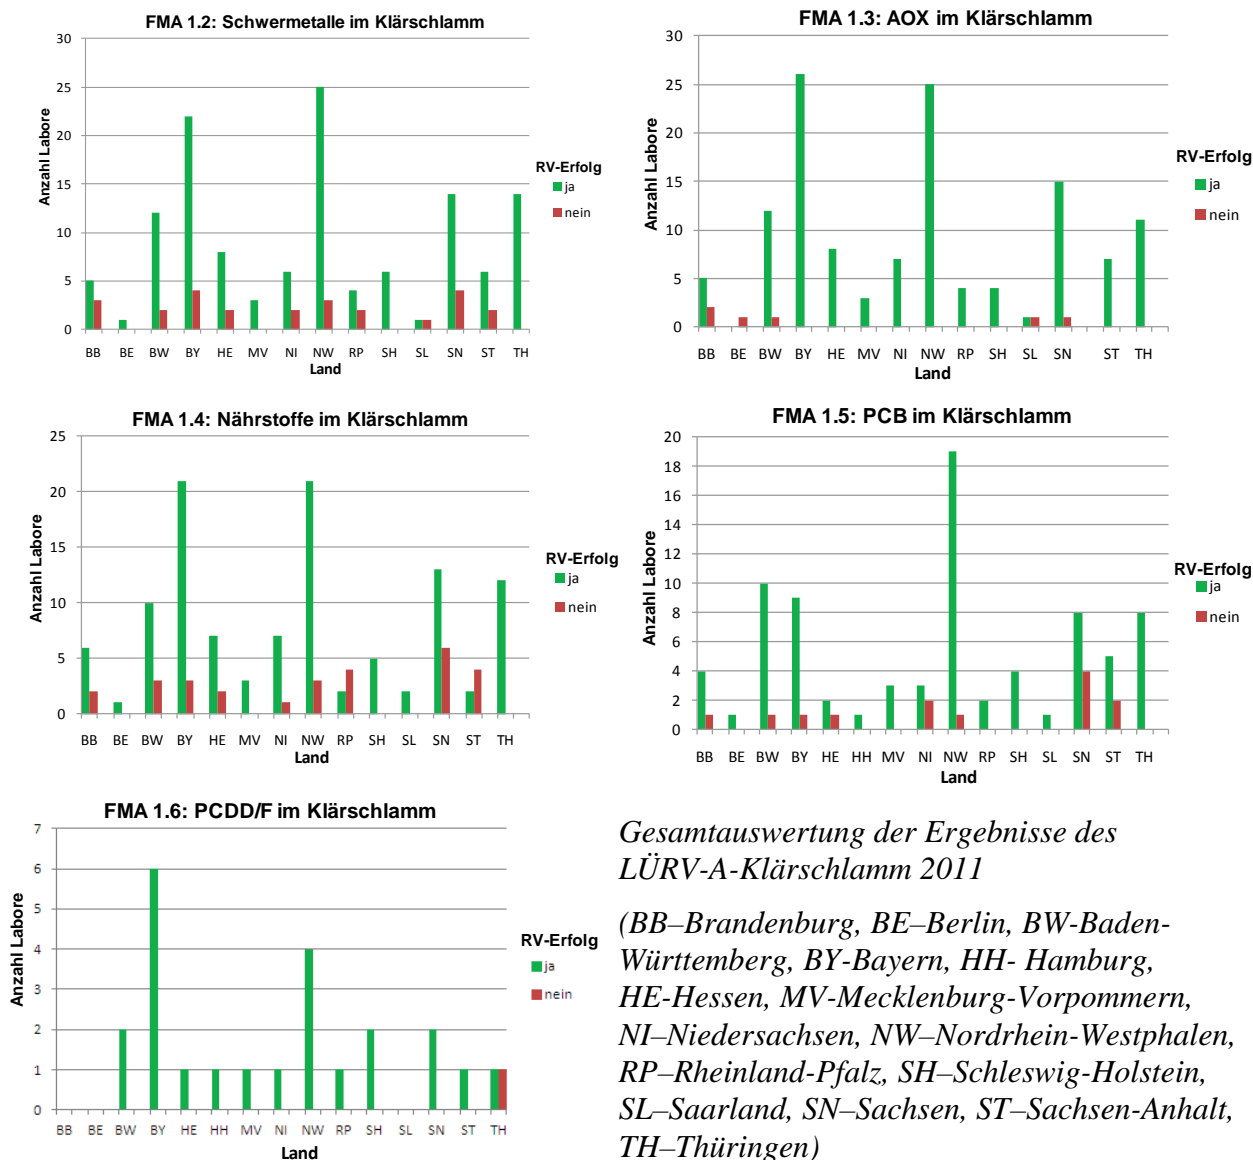 FMA 1.2: Schwermetalle im Klärschlamm
30
25
20
15
10
5
0
Anzahl Labore
BB BE BW BY HE MV NI NW RP SH SL SN ST TH
Land
RV-Erfolg
ja
nein
FMA 1.3: AOX im Klärschlamm
30
25
20
15
10
5
0
Anzahl Labore
BB BE BW BY HE MV NI NW RP SH SL SN ST TH
Land
RV-Erfolg
ja
nein
FMA 1.4: Nährstoffe im Klärschlamm
25
20
15
10
5
0
Anzahl Labore
BB BE BW BY HE MV NI NW RP SH SL SN ST TH
Land
RV-Erfolg
ja
nein
FMA 1.5: PCB im Klärschlamm
20
18
16
14
12
10
8
6
4
2
0
Anzahl Labore
BB BE BW BY HE HH MV NI NW RP SH SL SN ST TH
Land
RV-Erfolg
ja
nein
FMA 1.6: PCDD/F im Klärschlamm
7
6
5
4
3
2
1
0
Anzahl Labore
BB BE BW BY HE HH MV NI NW RP SH SL SN ST TH
Land
RV-Erfolg
ja
nein
Gesamtauswertung der Ergebnisse des
LÜRV-A-Klärschlamm 2011
(BB–Brandenburg, BE–Berlin, BW-Baden-
Württemberg, BY-Bayern, HH- Hamburg,
HE-Hessen, MV-Mecklenburg-Vorpommern,
NI–Niedersachsen, NW–Nordrhein-Westphalen,
RP–Rheinland-Pfalz, SH–Schleswig-Holstein,
SL–Saarland, SN–Sachsen, ST–Sachsen-Anhalt,
TH–Thüringen)